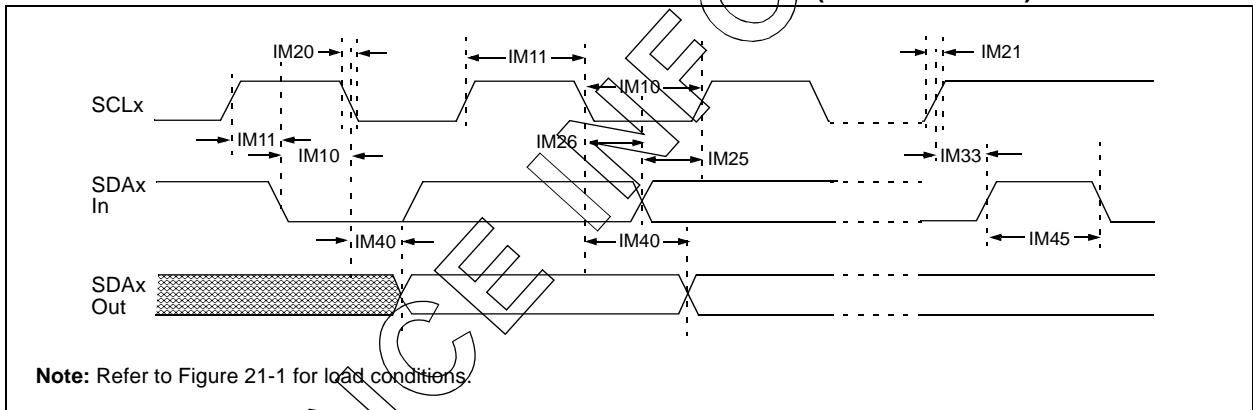 IM20
IM11
IM21
SCLx
IM10
IM11
IM10
IM26
IM25
IM33
SDAx
In
IM40
IM40
IM45
SDAx
Out
Note: Refer to Figure 21-1 for load conditions.